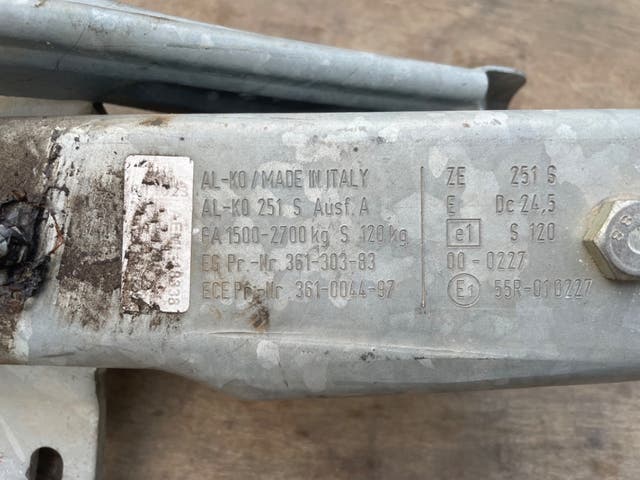 AL-KO / MADE IN ITALY
AL-KO 251 S Ausf. A
FA 1500-2700 kg S 120 kg
EG Pr.-Nr. 361-303-83
ECE Pr.-Nr. 361-0044-97
ZE 251 S
E Dc 24,5
e1 S 120
00-0227
E1 55R-010227